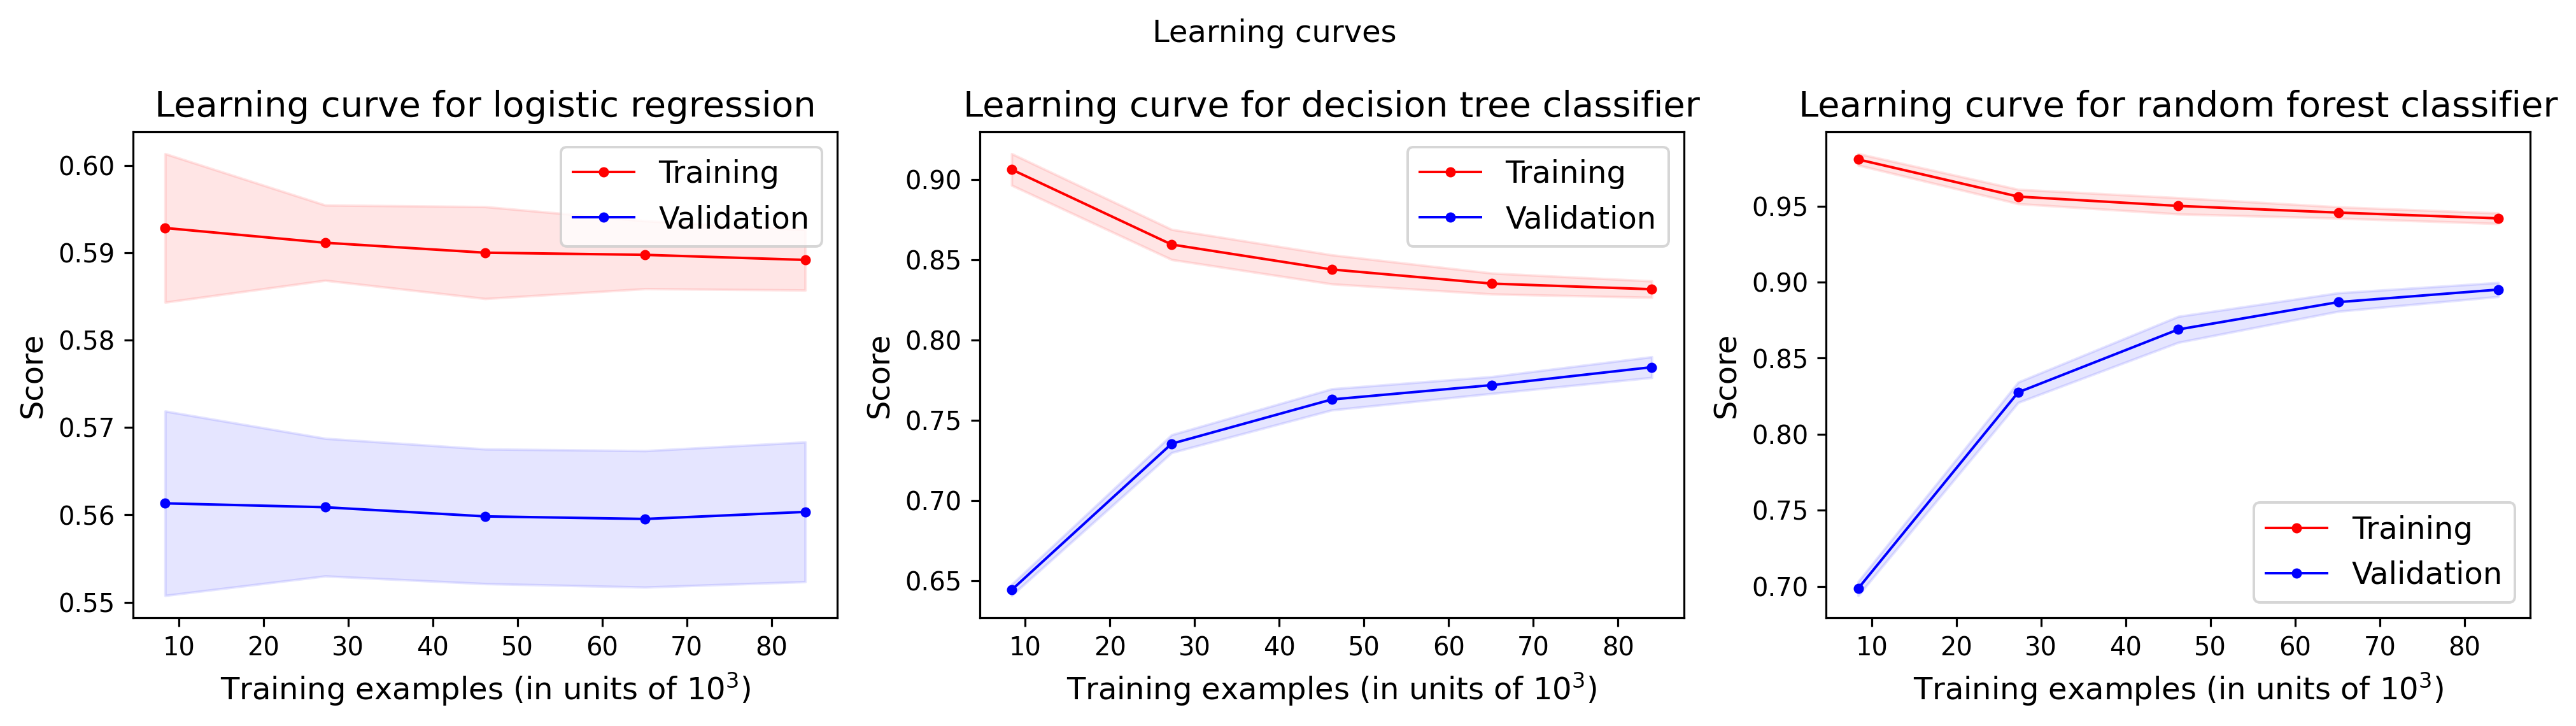 Learning curves
Learning curve for logistic regression
Score
0.60
0.59
0.58
0.57
0.56
0.55
10 20 30 40 50 60 70 80
Training examples (in units of 10³)
Training
Validation
Learning curve for decision tree classifier
Score
0.90
0.85
0.80
0.75
0.70
0.65
10 20 30 40 50 60 70 80
Training examples (in units of 10³)
Training
Validation
Learning curve for random forest classifier
Score
0.95
0.90
0.85
0.80
0.75
0.70
10 20 30 40 50 60 70 80
Training examples (in units of 10³)
Training
Validation